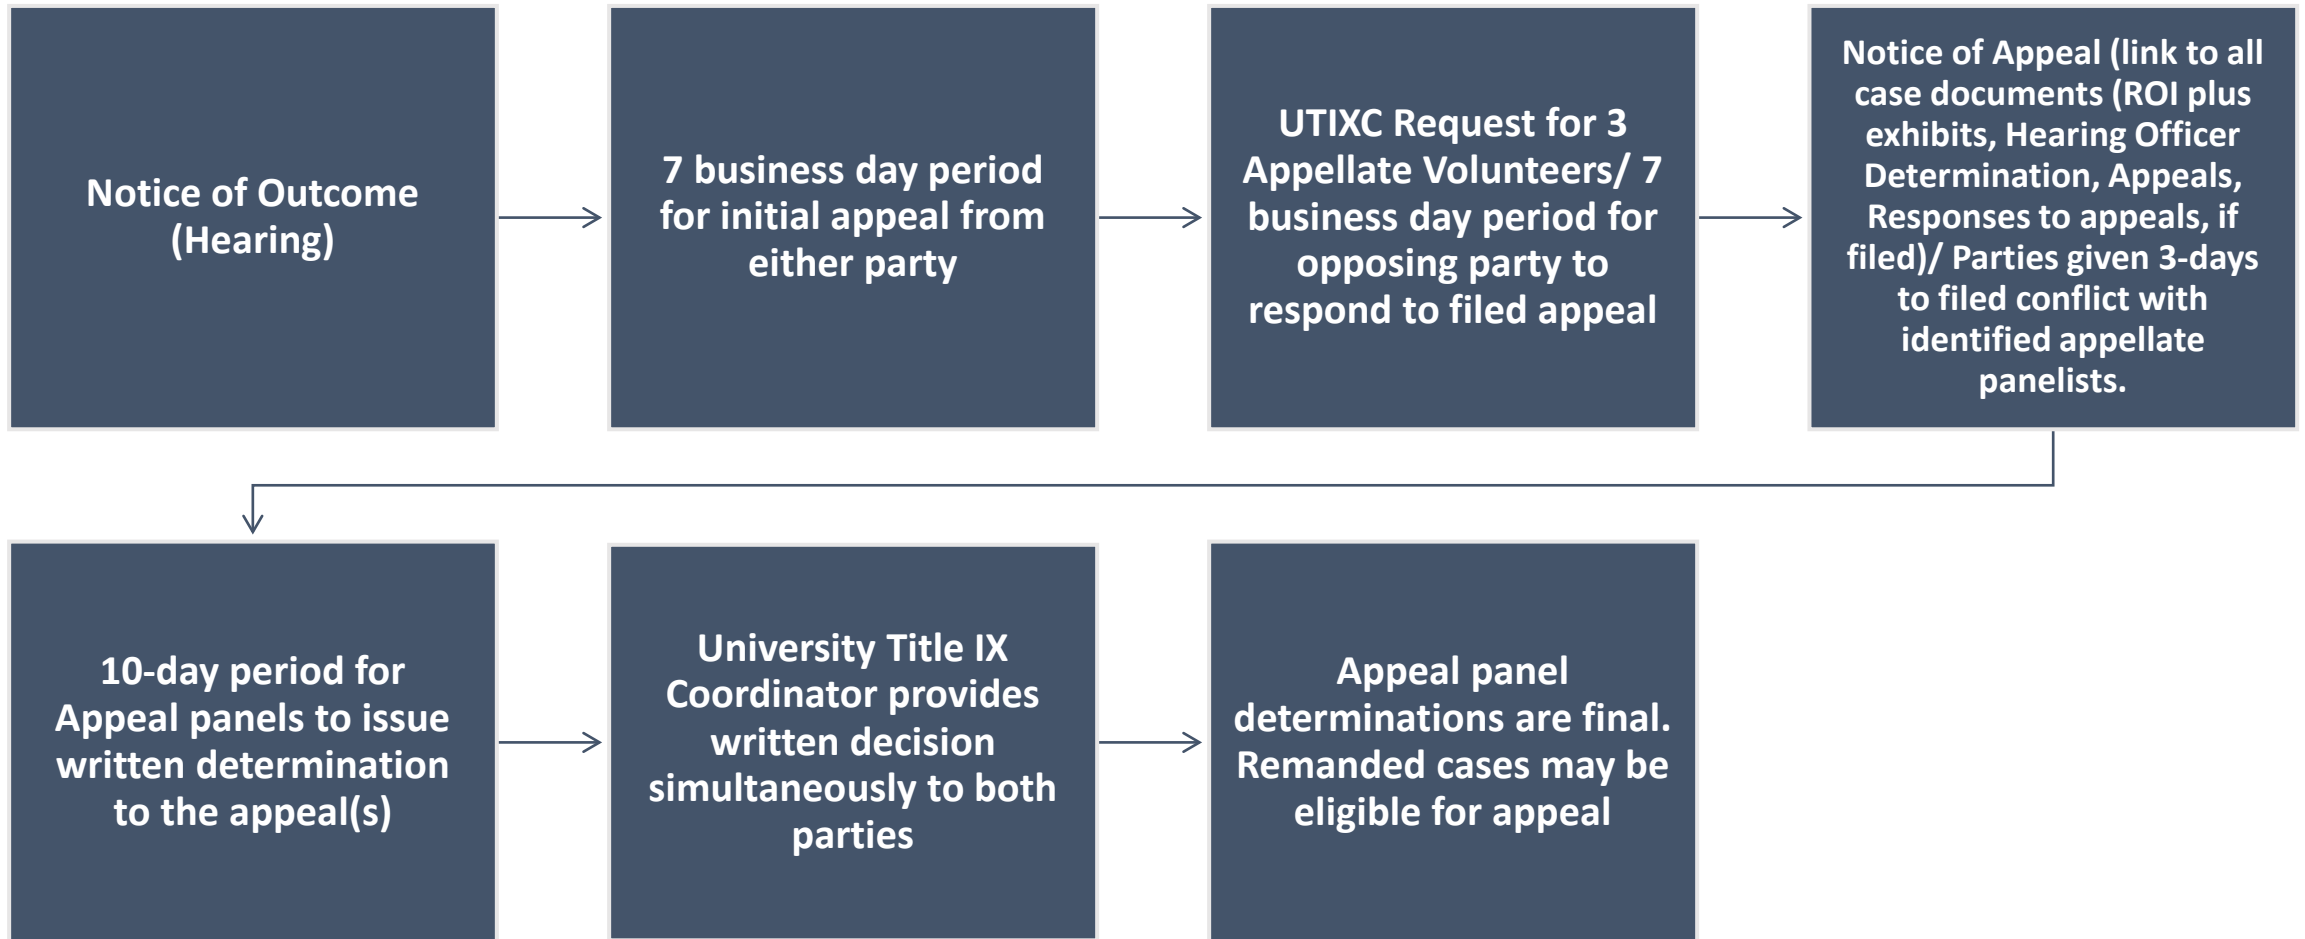 Notice of Outcome
(Hearing)
7 business day period
for initial appeal from
either party
UTIXC Request for 3
Appellate Volunteers/ 7
business day period for
opposing party to
respond to filed appeal
Notice of Appeal (link to all
case documents (ROI plus
exhibits, Hearing Officer
Determination, Appeals,
Responses to appeals, if
filed)/ Parties given 3-days
to filed conflict with
identified appellate
panelists.
10-day period for
Appeal panels to issue
written determination
to the appeal(s)
University Title IX
Coordinator provides
written decision
simultaneously to both
parties
Appeal panel
determinations are final.
Remanded cases may be
eligible for appeal